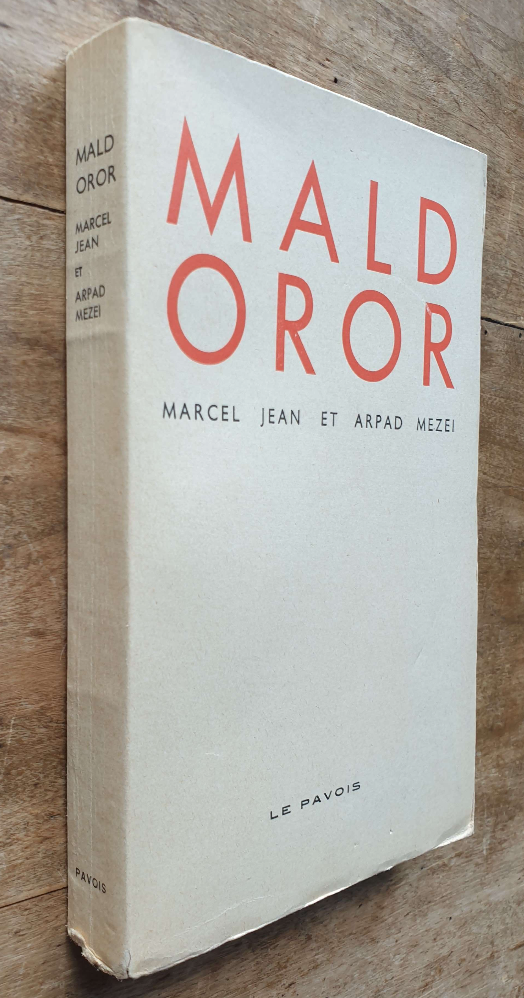 MALD
OROR
MARCEL
JEAN
ET
ARPAD
MEZEI
PAVOIS
MALD
OROR
MARCEL JEAN ET ARPAD MEZEI
LE PAVOIS